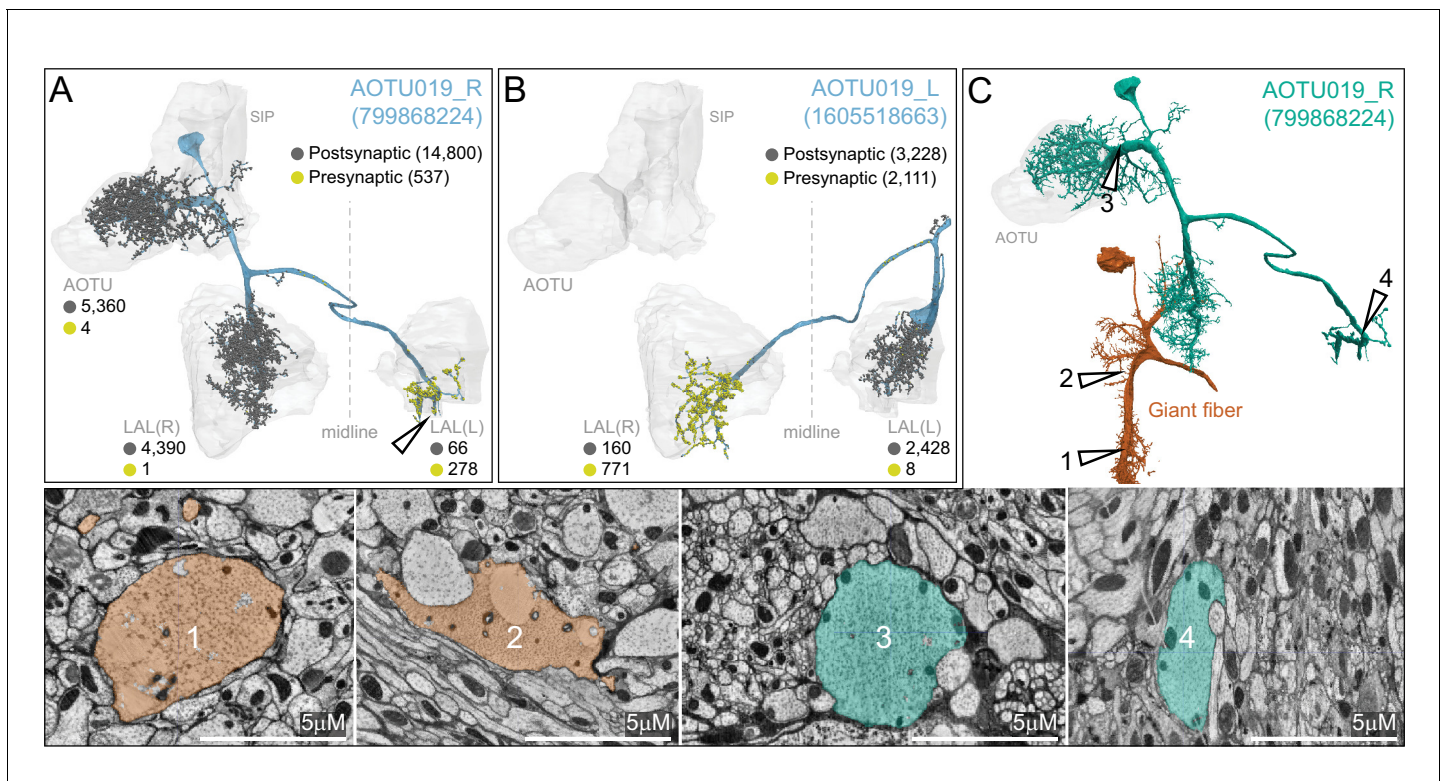 A
AOTU019_R
(799868224)
SIP
Postsynaptic (14,800)
Presynaptic (537)
AOTU
5,360
4
LAL(R)
4,390
1
midline
LAL(L)
66
278
B
AOTU019_L
(1605518663)
SIP
Postsynaptic (3,228)
Presynaptic (2,111)
AOTU
LAL(R)
160
771
midline
LAL(L)
2,428
8
C
AOTU019_R
(799868224)
3
AOTU
4
2
Giant fiber
1
1
5μM
2
5μM
3
5μM
4
5μM